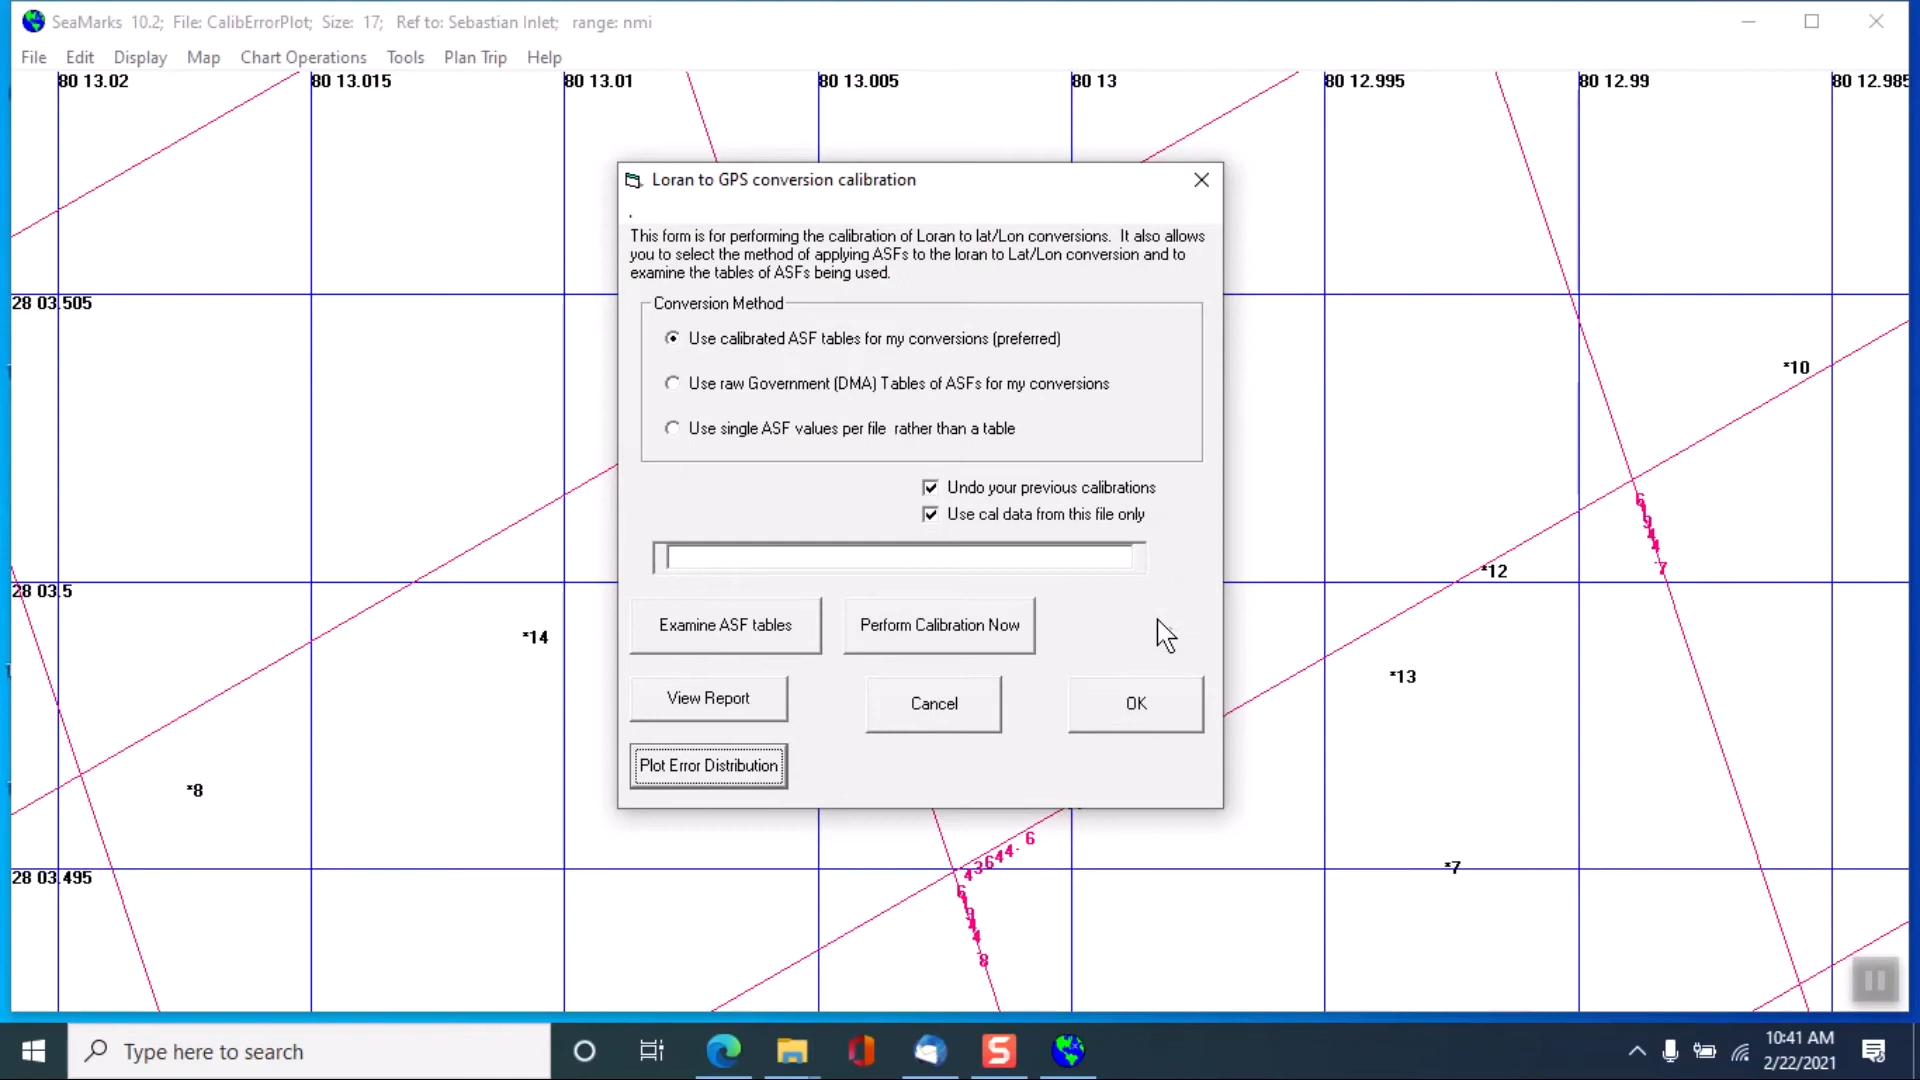 SeaMarks 10.2; File: CalibErrorPlot; Size: 17; Ref to: Sebastian Inlet; range: nmi
File Edit Display Map Chart Operations Tools Plan Trip Help
80 13.02 80 13.015 80 13.01 80 13.005 80 13 80 12.995 80 12.99 80 12.985
Loran to GPS conversion calibration
.
This form is for performing the calibration of Loran to lat/Lon conversions. It also allows
you to select the method of applying ASFs to the loran to Lat/Lon conversion and to
examine the tables of ASFs being used.
28 03.505
Conversion Method
Use calibrated ASF tables for my conversions (preferred)
*10
Use raw Government (DMA) Tables of ASFs for my conversions
Use single ASF values per file rather than a table
Undo your previous calibrations
Use cal data from this file only
*12
28 03.5
Examine ASF tables Perform Calibration Now
*14
*13
View Report Cancel OK
Plot Error Distribution
*8
*7
28 03.495
Type here to search
10:41 AM
2/22/2021